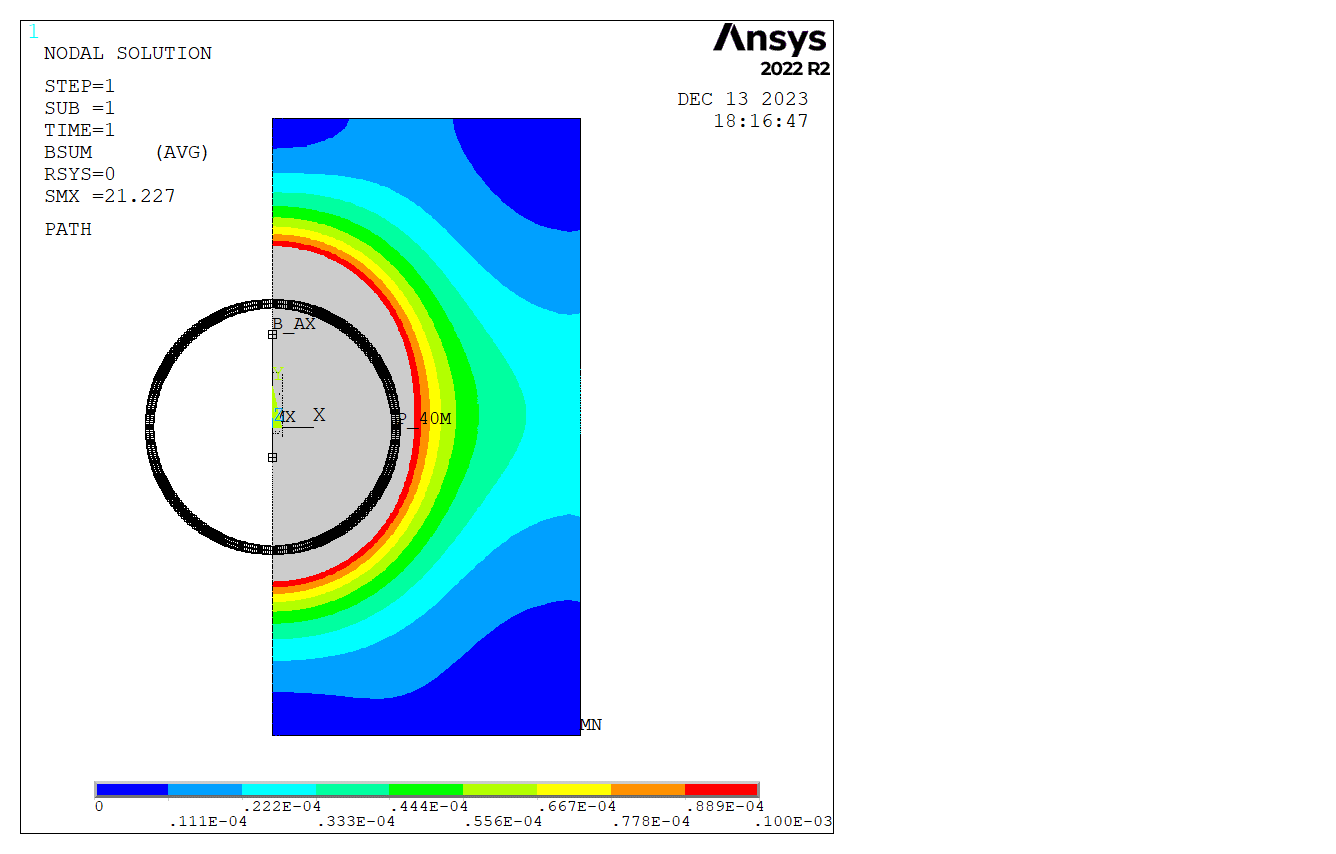 1
NODAL SOLUTION
Ansys
2022 R2
STEP=1
SUB =1
TIME=1
BSUM (AVG)
RSYS=0
SMX =21.227
PATH
DEC 13 2023
18:16:47
B_AX
Y
Z
MX X
P_40M
MN
0 .222E-04 .444E-04 .667E-04 .889E-04
.111E-04 .333E-04 .556E-04 .778E-04 .100E-03